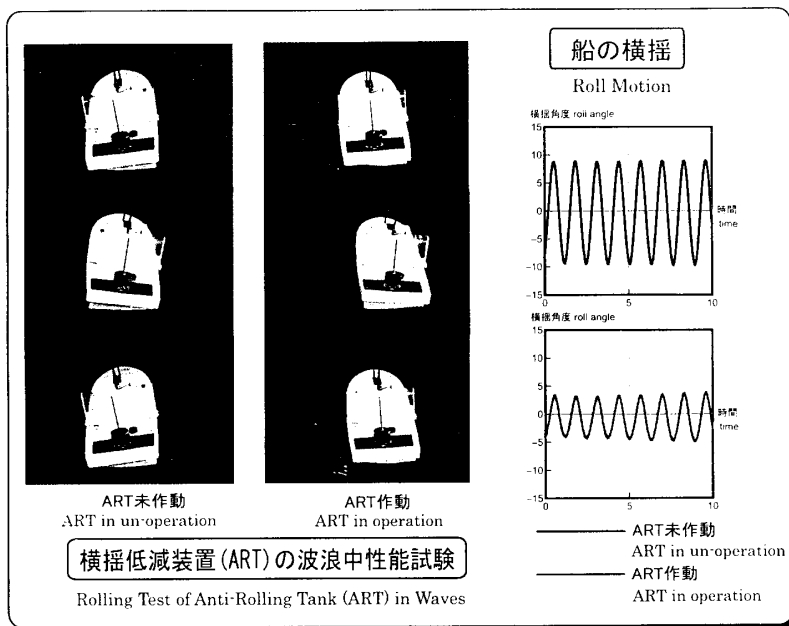 船の横揺
Roll Motion
横揺角度 roll angle
15
10
5
0
-5
-10
-15
0
5
10
時間
time
横揺角度 roll angle
15
10
5
0
-5
-10
-15
0
5
10
時間
time
ART未作動
ART in un-operation
ART作動
ART in operation
ART未作動
ART in un-operation
ART作動
ART in operation
横揺低減装置(ART)の波浪中性能試験
Rolling Test of Anti-Rolling Tank (ART) in Waves